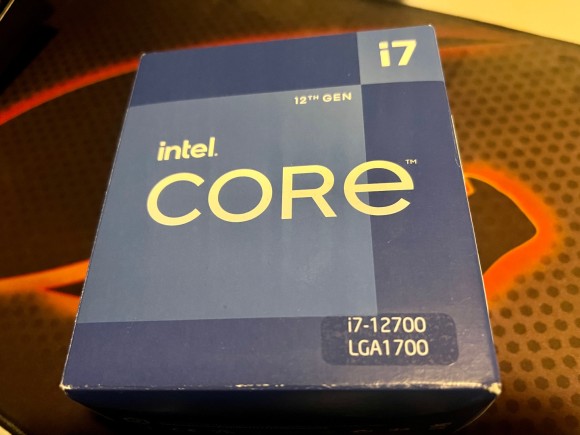 i7
12TH GEN
intel.
CORE™
i7-12700
LGA1700